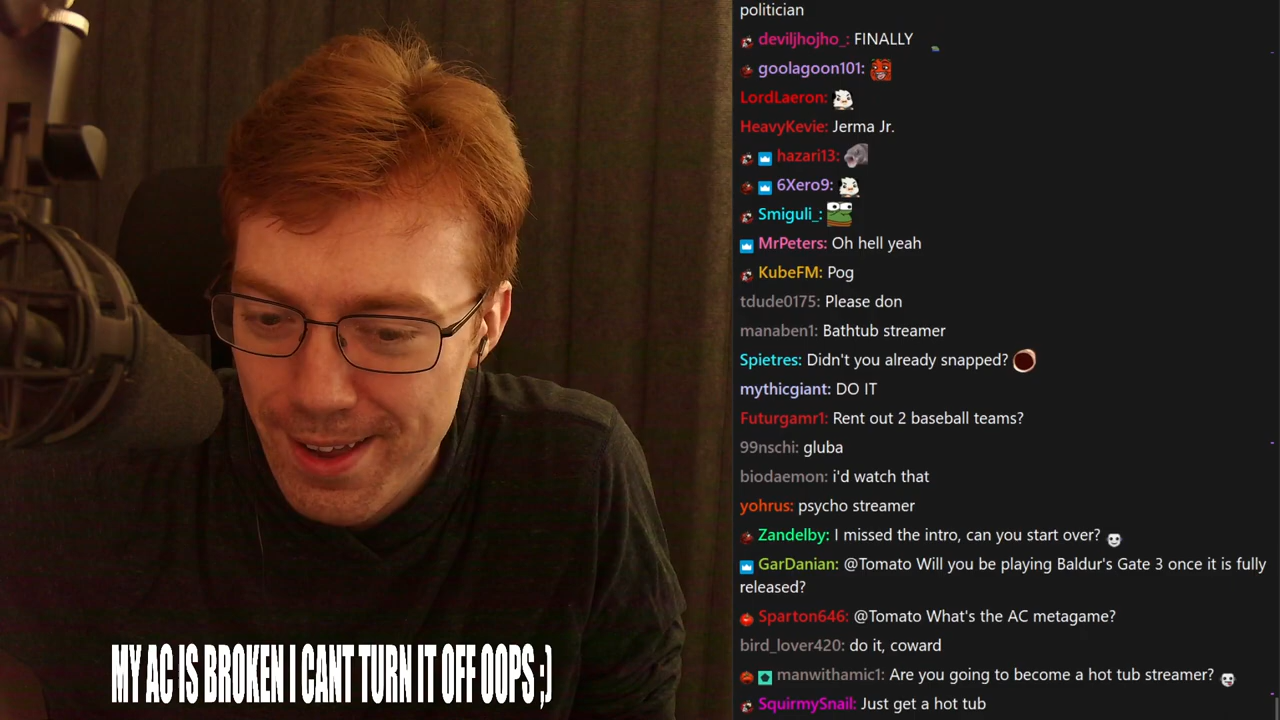 politician
deviljhojho_: FINALLY
goolagoon101:
LordLaeron:
HeavyKevie: Jerma Jr.
hazari13:
6Xero9:
Smiguli_:
MrPeters: Oh hell yeah
KubeFM: Pog
tdude0175: Please don
manaben1: Bathtub streamer
Spietres: Didn't you already snapped?
mythicgiant: DO IT
Futurgamr1: Rent out 2 baseball teams?
99nschi: gluba
biodaemon: i'd watch that
yohrus: psycho streamer
Zandelby: I missed the intro, can you start over?
GarDanian: @Tomato Will you be playing Baldur's Gate 3 once it is fully
released?
Sparton646: @Tomato What's the AC metagame?
bird_lover420: do it, coward
manwithamic1: Are you going to become a hot tub streamer?
SquirmySnail: Just get a hot tub
MY AC IS BROKEN I CANT TURN IT OFF OOPS ;)